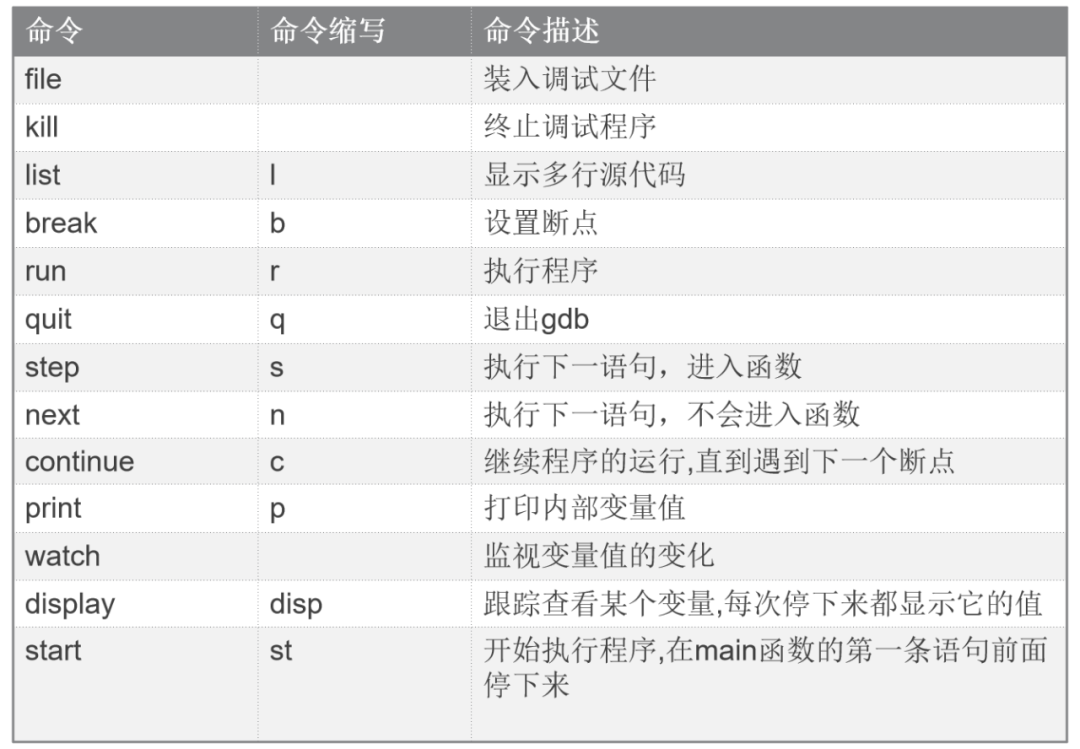 命令 命令缩写 命令描述
file 装入调试文件
kill 终止调试程序
list l 显示多行源代码
break b 设置断点
run r 执行程序
quit q 退出gdb
step s 执行下一语句，进入函数
next n 执行下一语句，不会进入函数
continue c 继续程序的运行,直到遇到下一个断点
print p 打印内部变量值
watch 监视变量值的变化
display disp 跟踪查看某个变量,每次停下来都显示它的值
start st 开始执行程序,在main函数的第一条语句前面
停下来